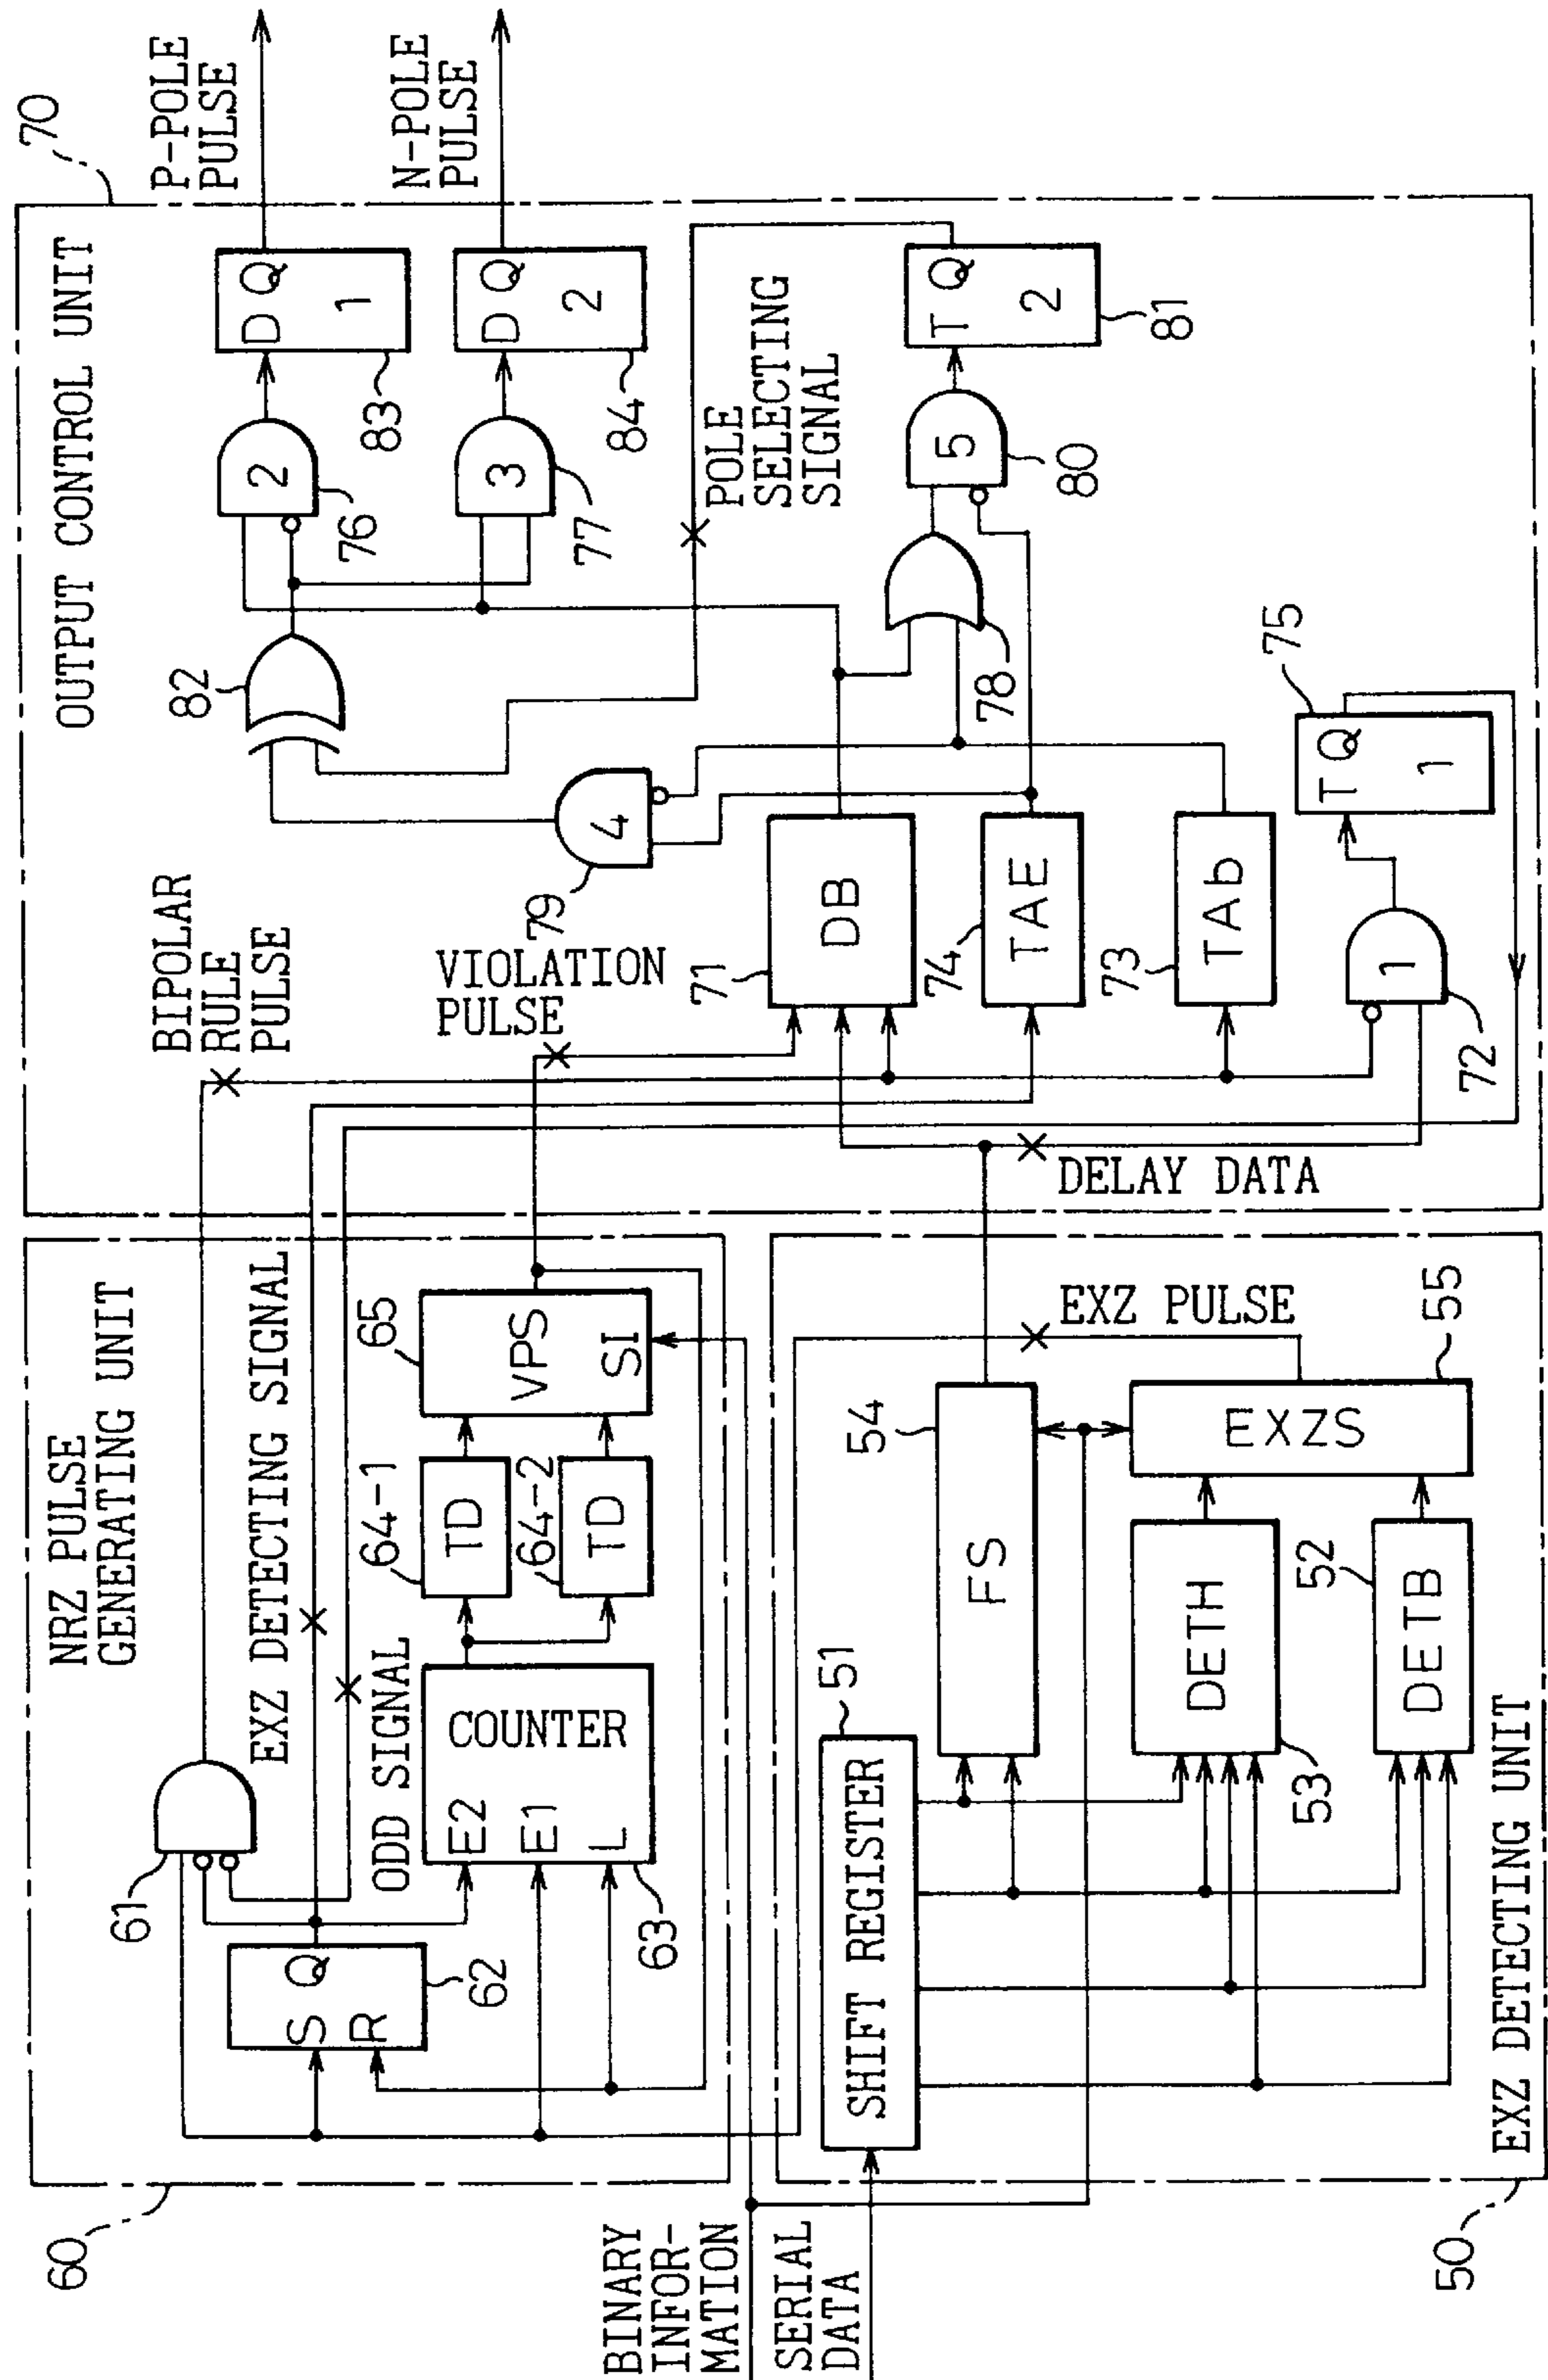 60
NRZ PULSE
GENERATING UNIT
61
EXZ DETECTING SIGNAL
S Q
R
62
ODD SIGNAL
E2
E1
L
COUNTER
63
64-1
TD
64-2
TD
65
VPS
SI
BINARY
INFOR-
MATION
SERIAL
DATA
50
EXZ DETECTING UNIT
51
SHIFT REGISTER
54
FS
EXZ PULSE
53
DETH
52
DETB
EXZS
55
70
OUTPUT CONTROL UNIT
BIPOLAR
RULE
PULSE
VIOLATION
PULSE
DELAY DATA
71
DB
74
TAE
73
TAb
1
72
T Q
1
75
4
79
82
78
5
80
T Q
2
81
POLE
SELECTING
SIGNAL
2
76
3
77
D Q
1
83
D Q
2
84
P-POLE
PULSE
N-POLE
PULSE